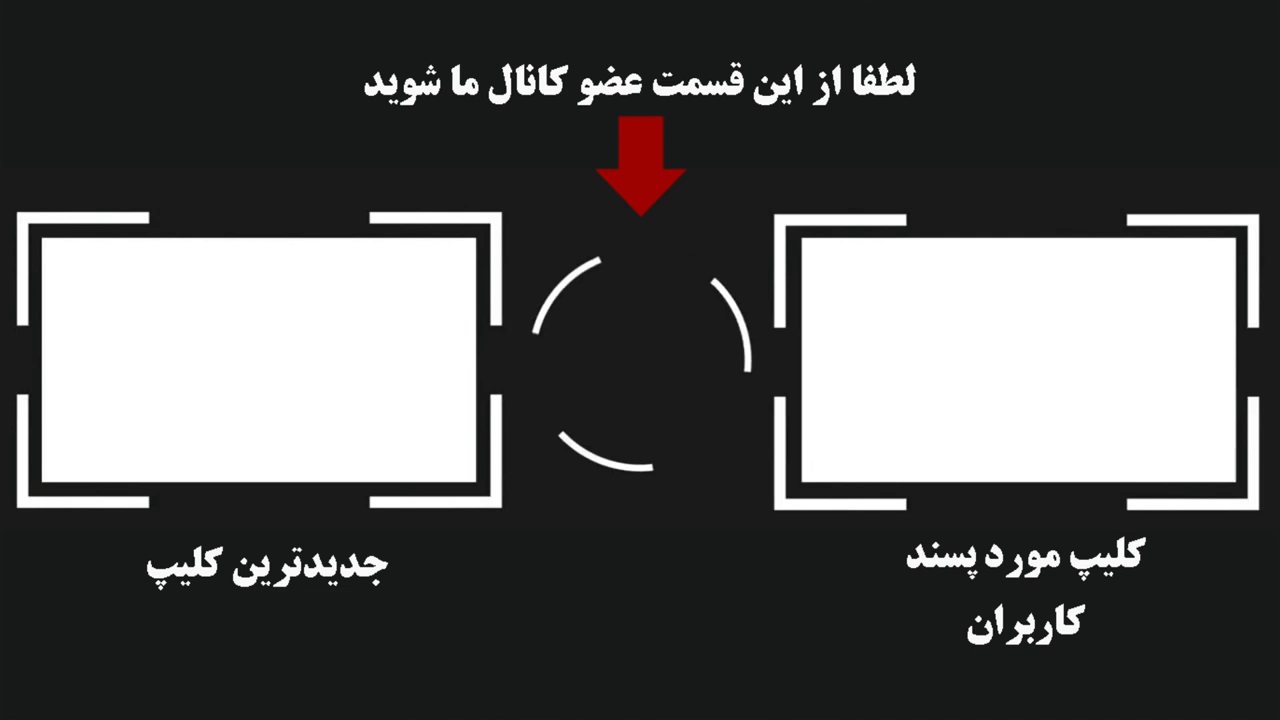 لطفا از این قسمت عضو کانال ما شوید
کلیپ مورد پسند
کاربران
جدیدترین کلیپ